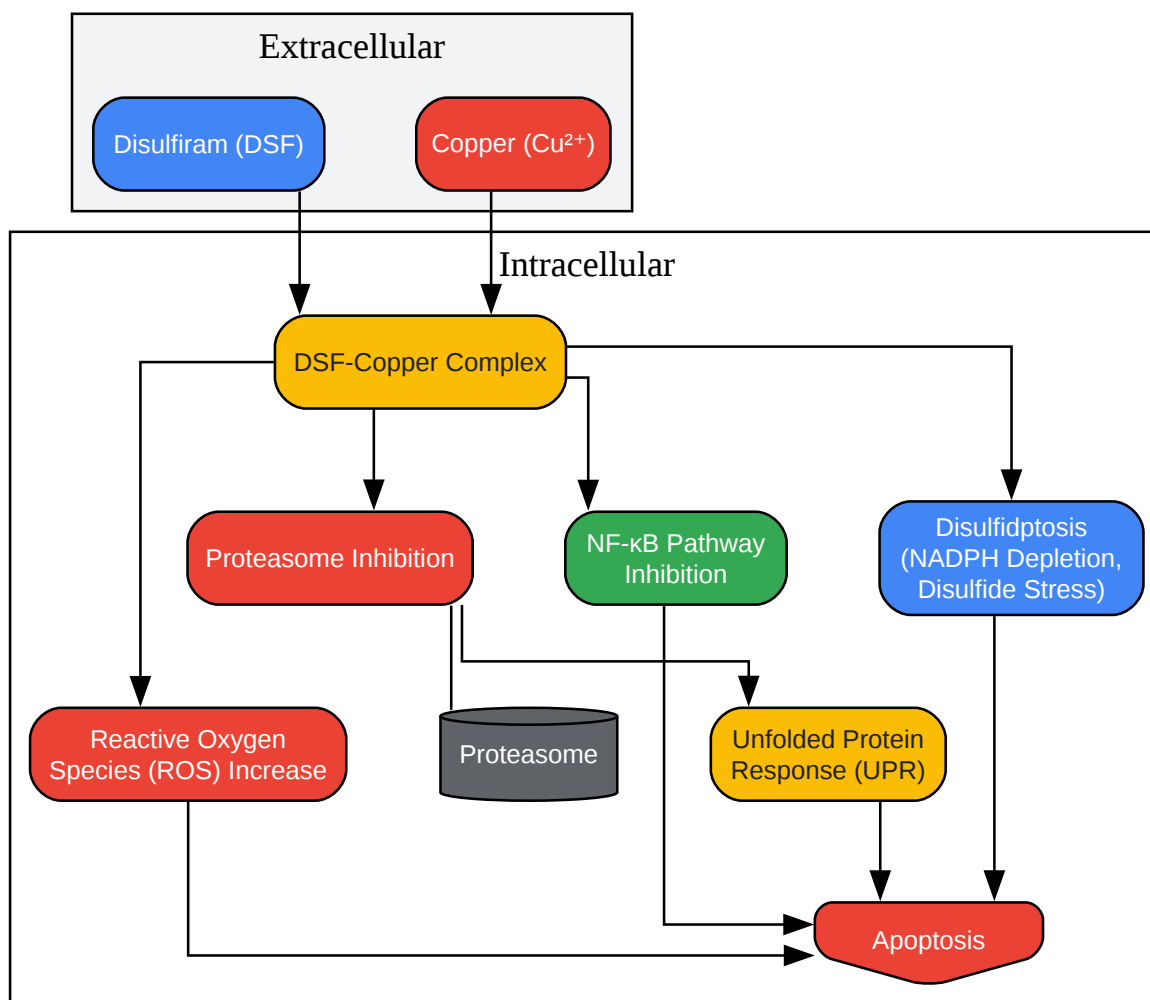 Extracellular
Disulfiram (DSF)
Copper (Cu²⁺)
Intracellular
DSF-Copper Complex
Proteasome Inhibition
NF-κB Pathway
Inhibition
Disulfidptosis
(NADPH Depletion,
Disulfide Stress)
Reactive Oxygen
Species (ROS) Increase
Proteasome
Unfolded Protein
Response (UPR)
Apoptosis